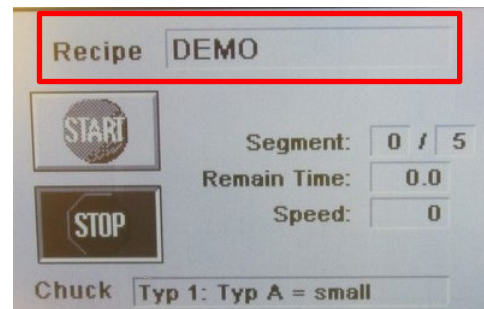 Recipe DEMO
START
Segment: 0 / 5
Remain Time: 0.0
STOP
Speed: 0
Chuck Typ 1: Typ A = small